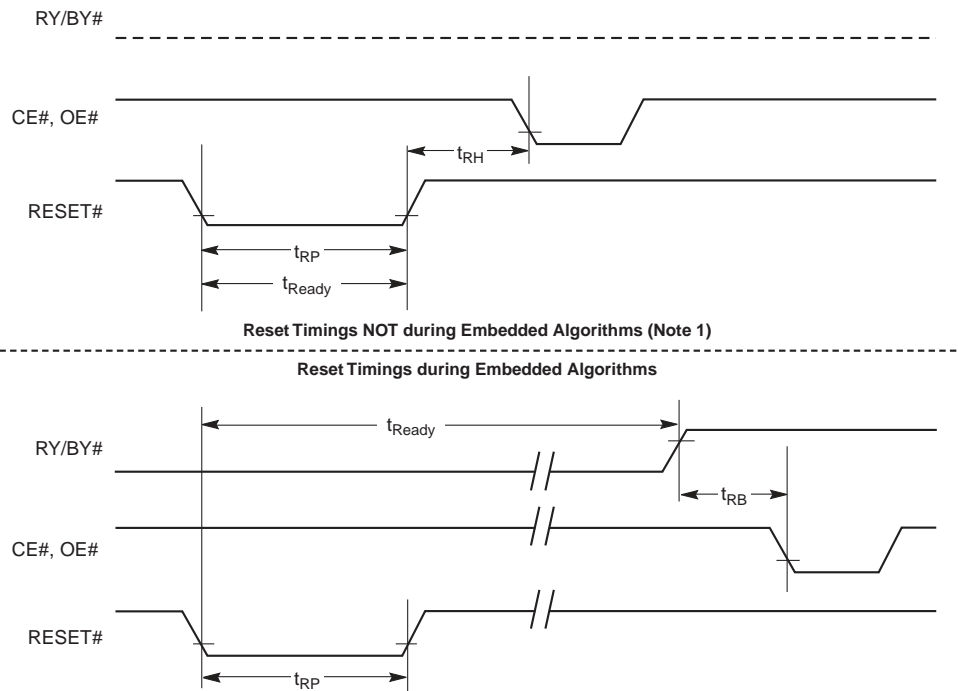 RY/BY#
CE#, OE#
tRH
RESET#
tRP
tReady
Reset Timings NOT during Embedded Algorithms (Note 1)
Reset Timings during Embedded Algorithms
tReady
RY/BY#
tRB
CE#, OE#
RESET#
tRP